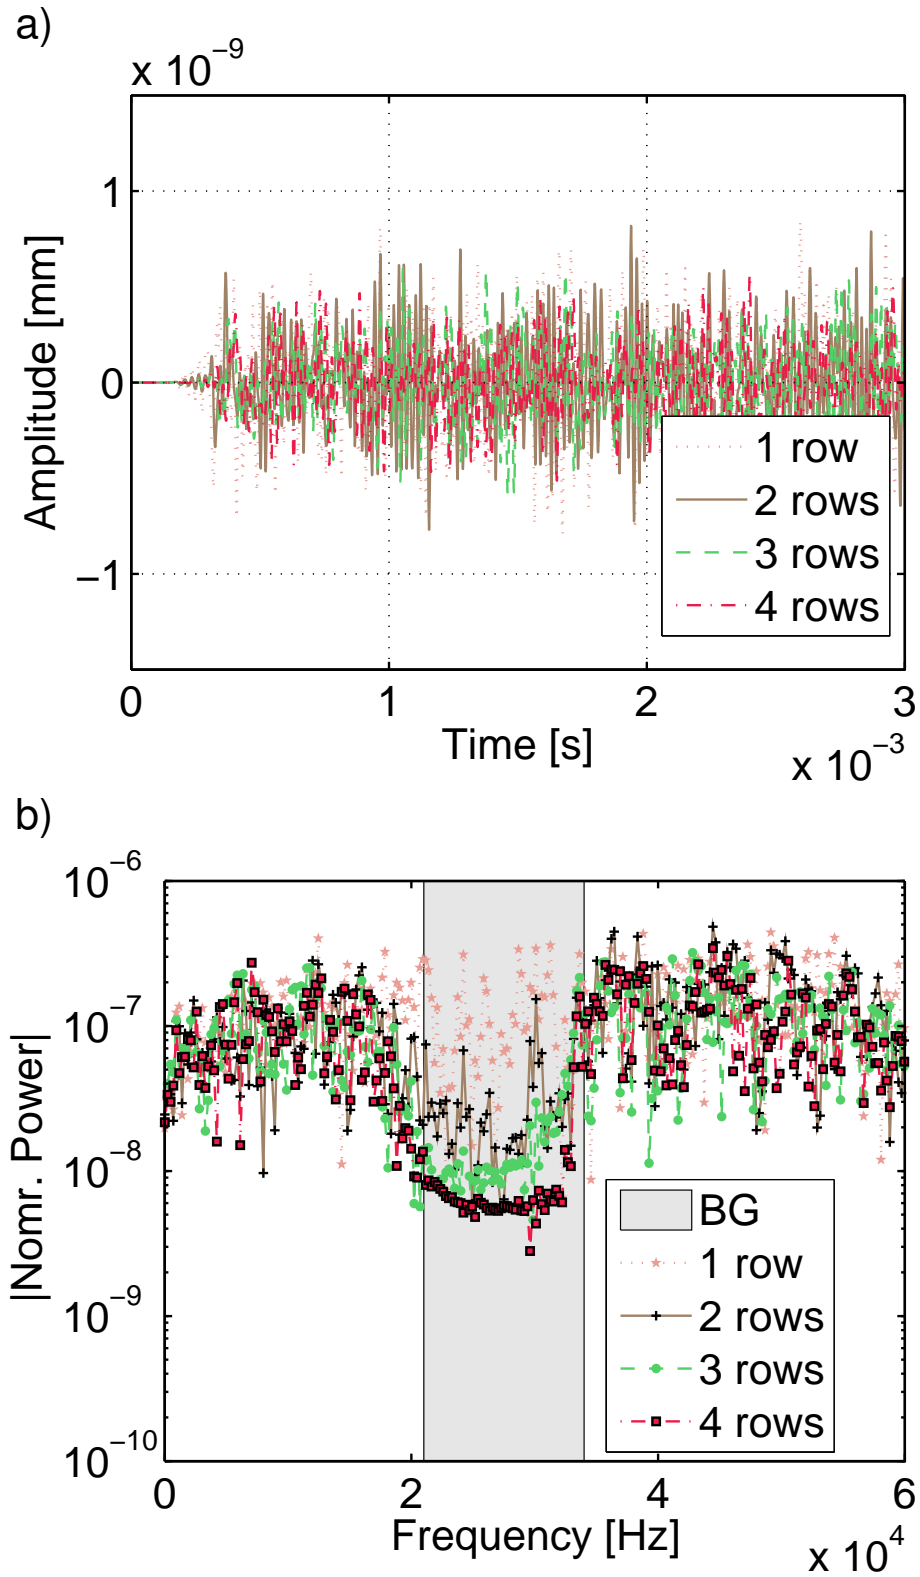 a)
x 10⁻⁹
1
0
−1
Amplitude [mm]
1 row
2 rows
3 rows
4 rows
0 1 2 3
Time [s]
x 10⁻³
b)
10⁻⁶
10⁻⁷
10⁻⁸
10⁻⁹
10⁻¹⁰
|Nomr. Power|
BG
1 row
2 rows
3 rows
4 rows
0 2 4 6
Frequency [Hz]
x 10⁴